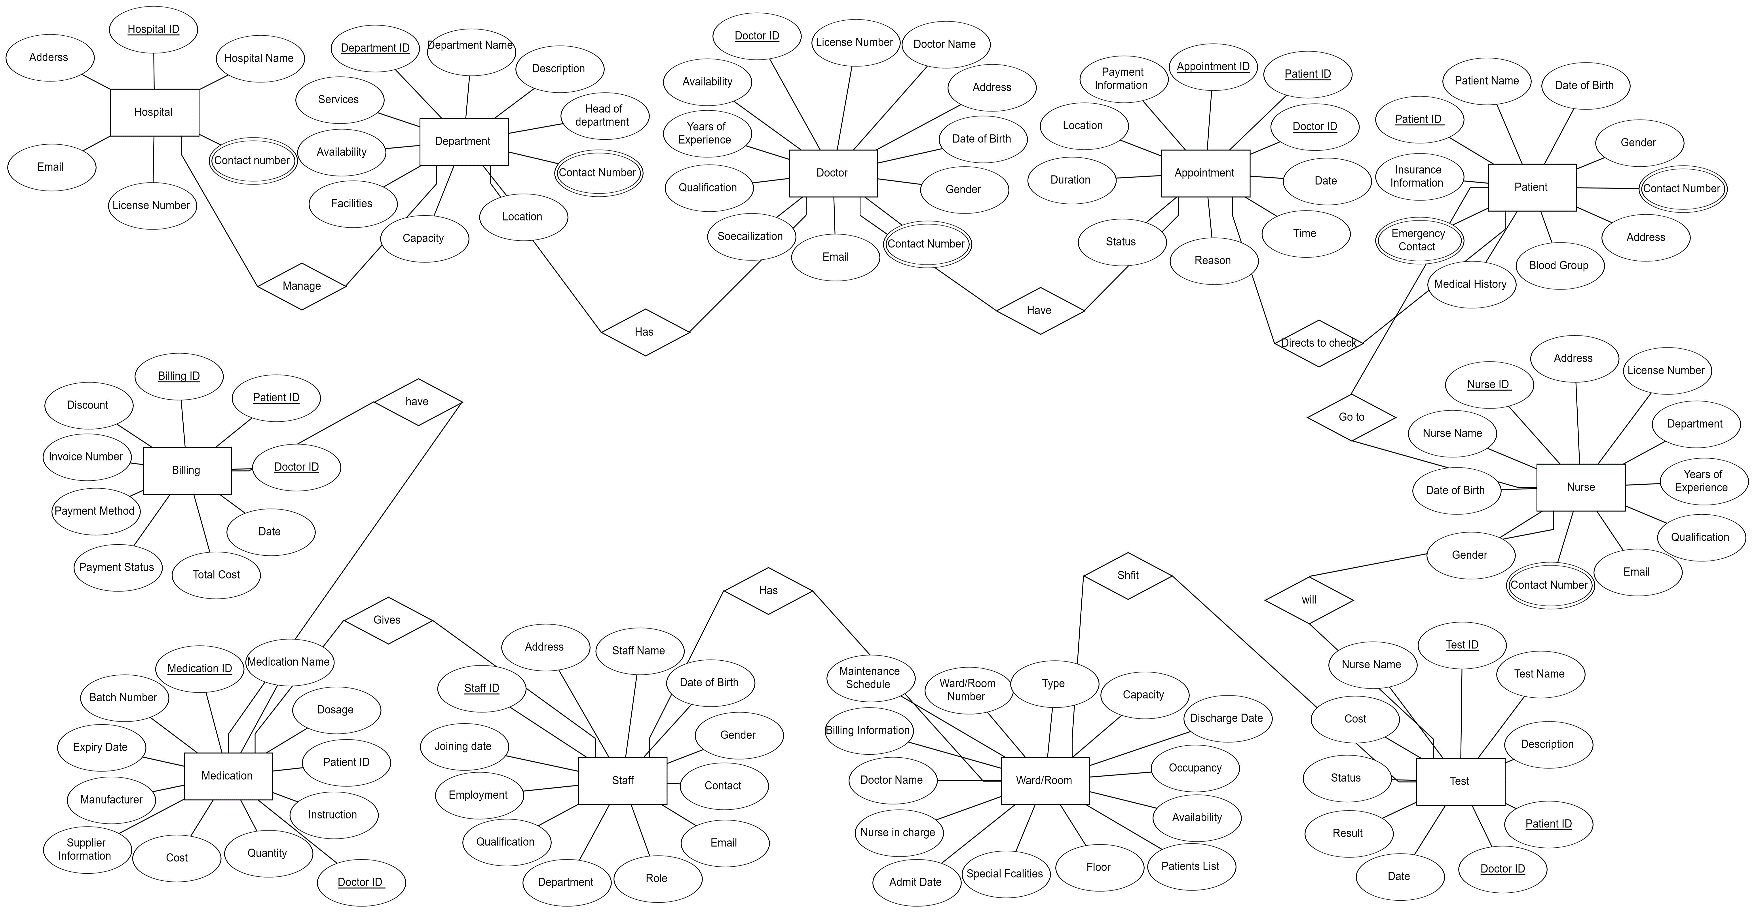 Hospital ID
Adderss
Hospital Name
Hospital
Email
Contact number
License Number
Manage
Department ID
Department Name
Description
Services
Head of
department
Department
Availability
Contact Number
Facilities
Location
Capacity
Has
Doctor ID
License Number
Doctor Name
Availability
Address
Years of
Experience
Date of Birth
Doctor
Qualification
Gender
Soecailization
Contact Number
Email
Have
Payment
Information
Appointment ID
Patient ID
Location
Doctor ID
Appointment
Duration
Date
Status
Time
Reason
Directs to check
Patient Name
Date of Birth
Patient ID
Gender
Insurance
Information
Patient
Contact Number
Emergency
Contact
Address
Blood Group
Medical History
Go to
Nurse ID
Address
License Number
Nurse Name
Department
Years of
Experience
Nurse
Date of Birth
Qualification
Gender
Contact Number
Email
will
Billing ID
Discount
Patient ID
have
Invoice Number
Billing
Doctor ID
Payment Method
Date
Payment Status
Total Cost
Medication ID
Medication Name
Batch Number
Dosage
Expiry Date
Patient ID
Medication
Manufacturer
Instruction
Supplier
Information
Cost
Quantity
Doctor ID
Gives
Address
Staff Name
Staff ID
Date of Birth
Joining date
Gender
Staff
Employment
Contact
Qualification
Email
Department
Role
Has
Maintenance
Schedule
Ward/Room
Number
Type
Capacity
Billing Information
Discharge Date
Doctor Name
Ward/Room
Occupancy
Nurse in charge
Availability
Admit Date
Special Fcalities
Floor
Patients List
Shfit
Nurse Name
Test ID
Test Name
Cost
Description
Status
Test
Result
Patient ID
Date
Doctor ID